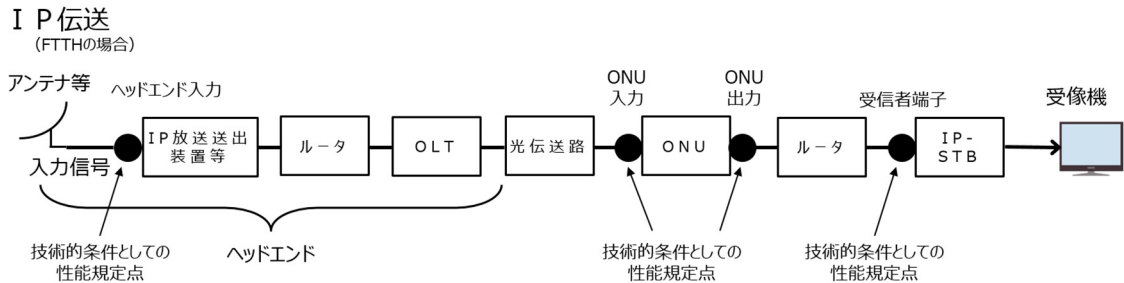 ＩＰ伝送
(FTTHの場合)
アンテナ等
ヘッドエンド入力
入力信号
IP放送送出
装置等
ルータ
OLT
光伝送路
ONU
入力
ONU
ONU
出力
ルータ
受信者端子
IP-
STB
受像機
技術的条件としての
性能規定点
ヘッドエンド
技術的条件としての
性能規定点
技術的条件としての
性能規定点